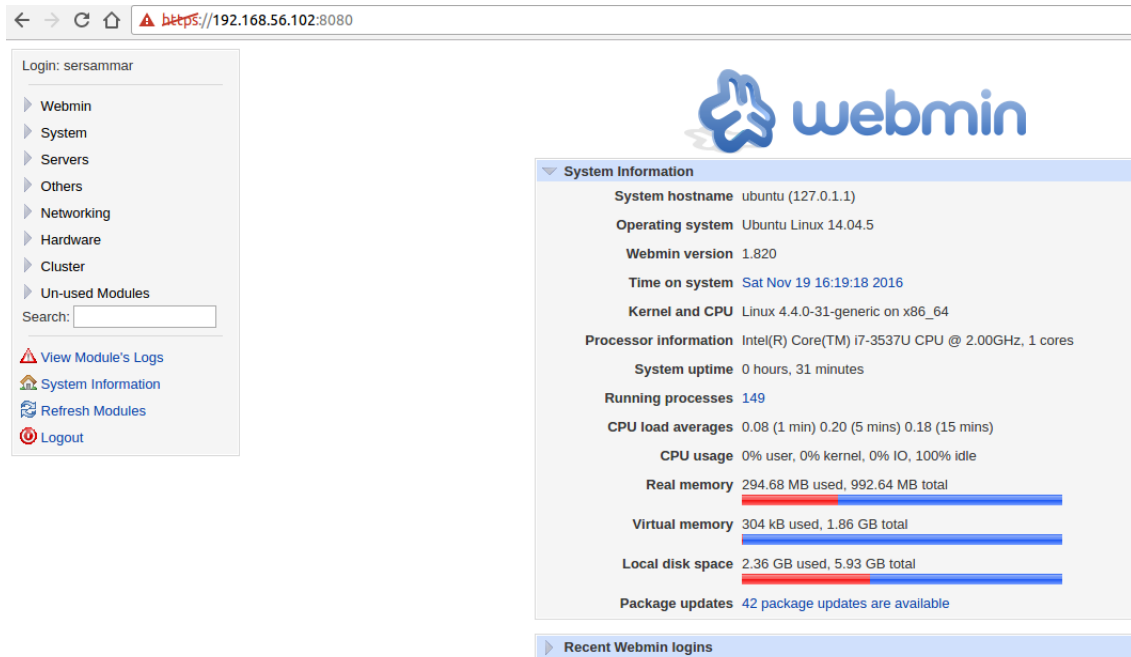 https://192.168.56.102:8080
Login: sersammar
Webmin
System
Servers
Others
Networking
Hardware
Cluster
Un-used Modules
Search:
View Module's Logs
System Information
Refresh Modules
Logout
webmin
System Information
System hostname ubuntu (127.0.1.1)
Operating system Ubuntu Linux 14.04.5
Webmin version 1.820
Time on system Sat Nov 19 16:19:18 2016
Kernel and CPU Linux 4.4.0-31-generic on x86_64
Processor information Intel(R) Core(TM) i7-3537U CPU @ 2.00GHz, 1 cores
System uptime 0 hours, 31 minutes
Running processes 149
CPU load averages 0.08 (1 min) 0.20 (5 mins) 0.18 (15 mins)
CPU usage 0% user, 0% kernel, 0% IO, 100% idle
Real memory 294.68 MB used, 992.64 MB total
Virtual memory 304 kB used, 1.86 GB total
Local disk space 2.36 GB used, 5.93 GB total
Package updates 42 package updates are available
Recent Webmin logins